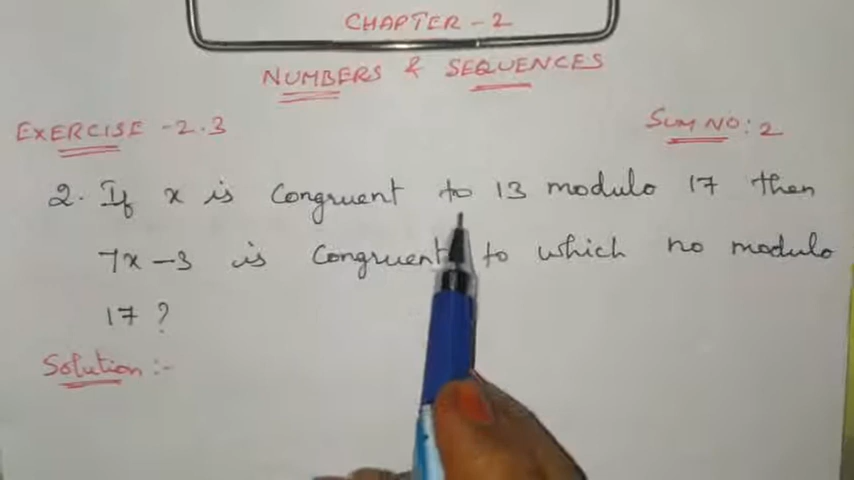 CHAPTER - 2
NUMBERS & SEQUENCES
EXERCISE - 2.3
SUM NO: 2
2. If x is congruent to 13 modulo 17 then
7x - 3 is congruent to which no modulo
17 ?
Solution :-